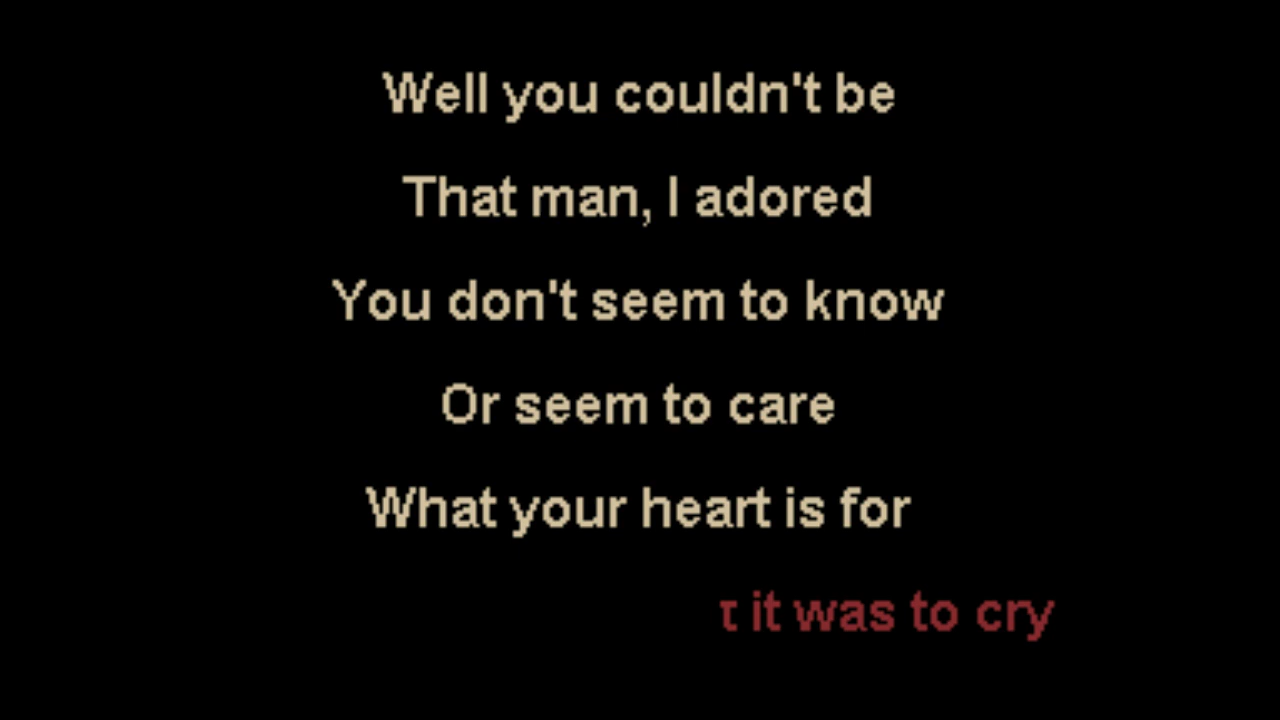 Well you couldn't be
That man, I adored
You don't seem to know
Or seem to care
What your heart is for
it was to cry